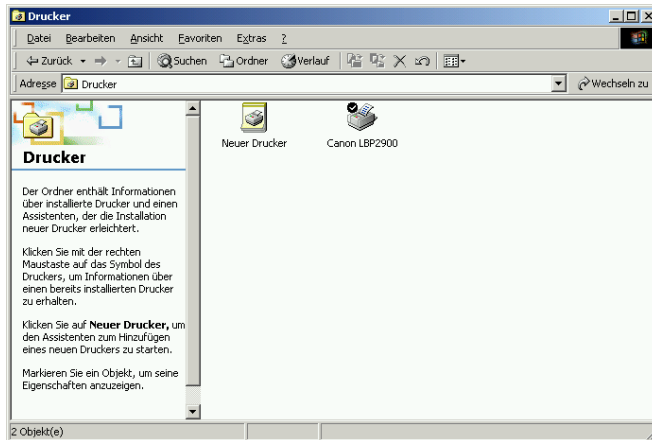 Drucker
Datei Bearbeiten Ansicht Favoriten Extras ?
Zurück Suchen Ordner Verlauf
Adresse Drucker Wechseln zu
Drucker
Der Ordner enthält Informationen
über installierte Drucker und einen
Assistenten, der die Installation
neuer Drucker erleichtert.
Klicken Sie mit der rechten
Maustaste auf das Symbol des
Druckers, um Informationen über
einen bereits installierten Drucker
zu erhalten.
Klicken Sie auf Neuer Drucker, um
den Assistenten zum Hinzufügen
eines neuen Druckers zu starten.
Markieren Sie ein Objekt, um seine
Eigenschaften anzuzeigen.
Neuer Drucker
Canon LBP2900
2 Objekt(e)